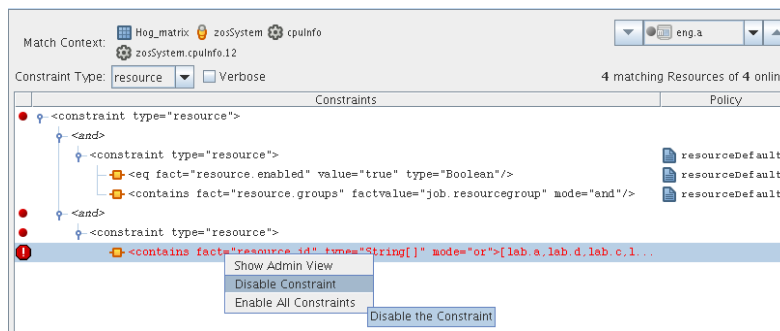 Match Context: Hog_matrix zosSystem cpuInfo
zosSystem.cpuInfo.12
eng.a
Constraint Type: resource Verbose
4 matching Resources of 4 onlin
Constraints Policy
<constraint type="resource">
<and>
<constraint type="resource"> resourceDefault
<eq fact="resource.enabled" value="true" type="Boolean"/> resourceDefault
<contains fact="resource.groups" factvalue="job.resourcegroup" mode="and"/> resourceDefault
<and>
<constraint type="resource">
<contains fact="resource.id" type="String[]" mode="or">[lab.a,lab.d,lab.c,l...
Show Admin View
Disable Constraint
Enable All Constraints
Disable the Constraint